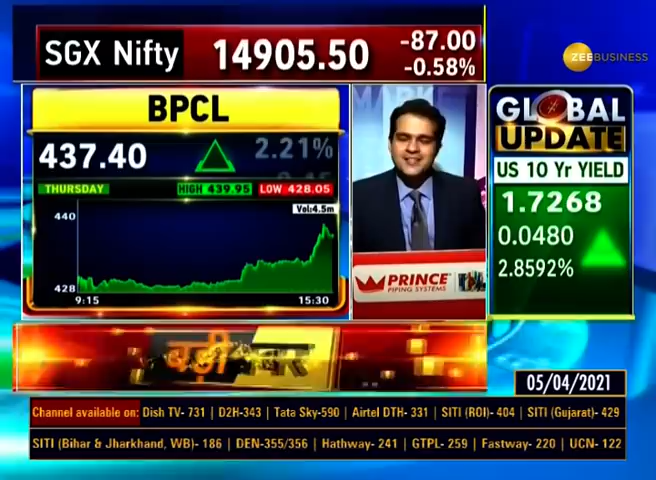 SGX Nifty 14905.50 -87.00
-0.58%
ZEEBUSINESS
BPCL
437.40 2.21%
THURSDAY HIGH 439.95 LOW 428.05
Vol:4.5m
440
428
9:15 15:30
MARKE
PRINCE
PIPING SYSTEMS
GLOBAL
UPDATE
US 10 Yr YIELD
1.7268
0.0480
2.8592%
बड़ी
05/04/2021
Channel available on: Dish TV- 731 | D2H-343 | Tata Sky-590 | Airtel DTH- 331 | SITI (ROI)- 404 | SITI (Gujarat)- 429
SITI (Bihar & Jharkhand, WB)- 186 | DEN-355/356 | Hathway- 241 | GTPL- 259 | Fastway- 220 | UCN- 122